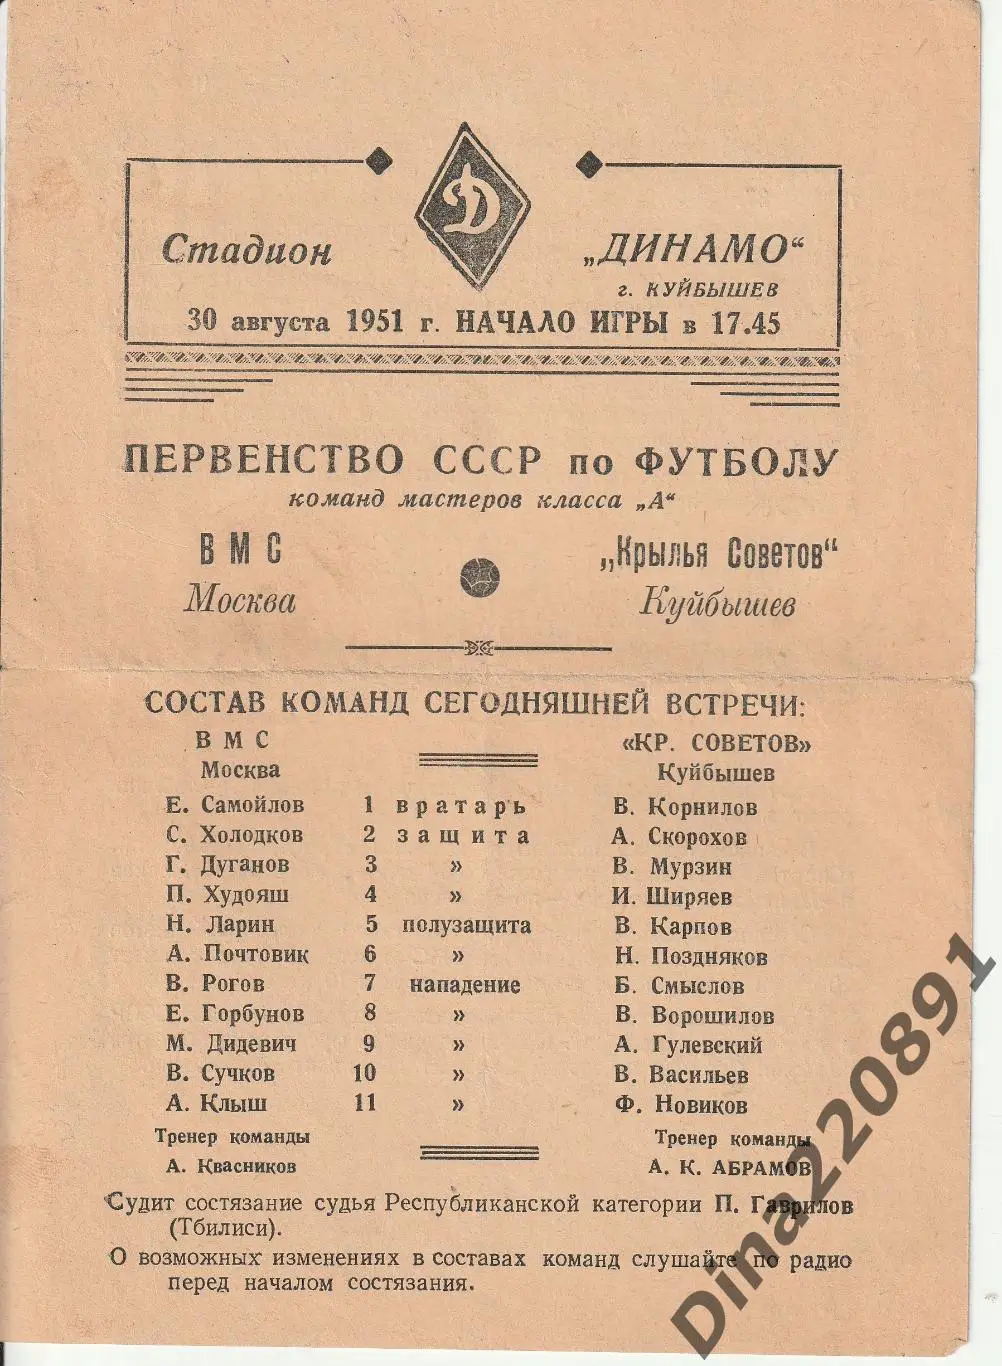 Д
Стадион „ДИНАМО“
г. КУЙБЫШЕВ
30 августа 1951 г. НАЧАЛО ИГРЫ в 17.45
ПЕРВЕНСТВО СССР по ФУТБОЛУ
команд мастеров класса „А“
ВМС „Крылья Советов“
Москва Куйбышев
СОСТАВ КОМАНД СЕГОДНЯШНЕЙ ВСТРЕЧИ:
ВМС «КР. СОВЕТОВ»
Москва Куйбышев
Е. Самойлов 1 вратарь В. Корнилов
С. Холодков 2 защита А. Скорохов
Г. Дуганов 3 » В. Мурзин
П. Худояш 4 » И. Ширяев
Н. Ларин 5 полузащита В. Карпов
А. Почтовик 6 » Н. Поздняков
В. Рогов 7 нападение Б. Смыслов
Е. Горбунов 8 » В. Ворошилов
М. Дидевич 9 » А. Гулевский
В. Сучков 10 » В. Васильев
А. Клыш 11 » Ф. Новиков
Тренер команды Тренер команды
А. Квасников А. К. АБРАМОВ
Судит состязание судья Республиканской категории П. Гаврилов
(Тбилиси).
О возможных изменениях в составах команд слушайте по радио
перед началом состязания.
Dina220891